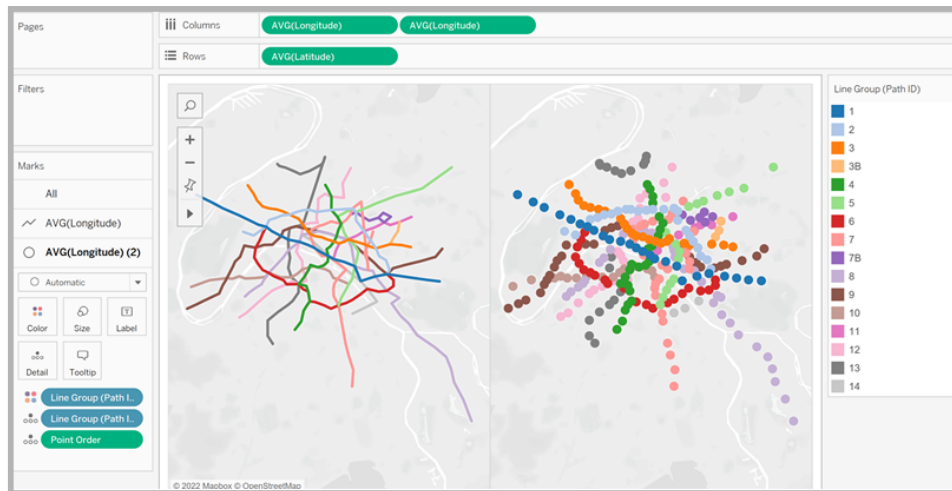 Pages
Columns
AVG(Longitude)
AVG(Longitude)
Rows
AVG(Latitude)
Filters
Marks
All
AVG(Longitude)
AVG(Longitude) (2)
Automatic
Color
Size
Label
Detail
Tooltip
Line Group (Path I..
Line Group (Path I..
Point Order
© 2022 Mapbox © OpenStreetMap
Line Group (Path ID)
1
2
3
3B
4
5
6
7
7B
8
9
10
11
12
13
14